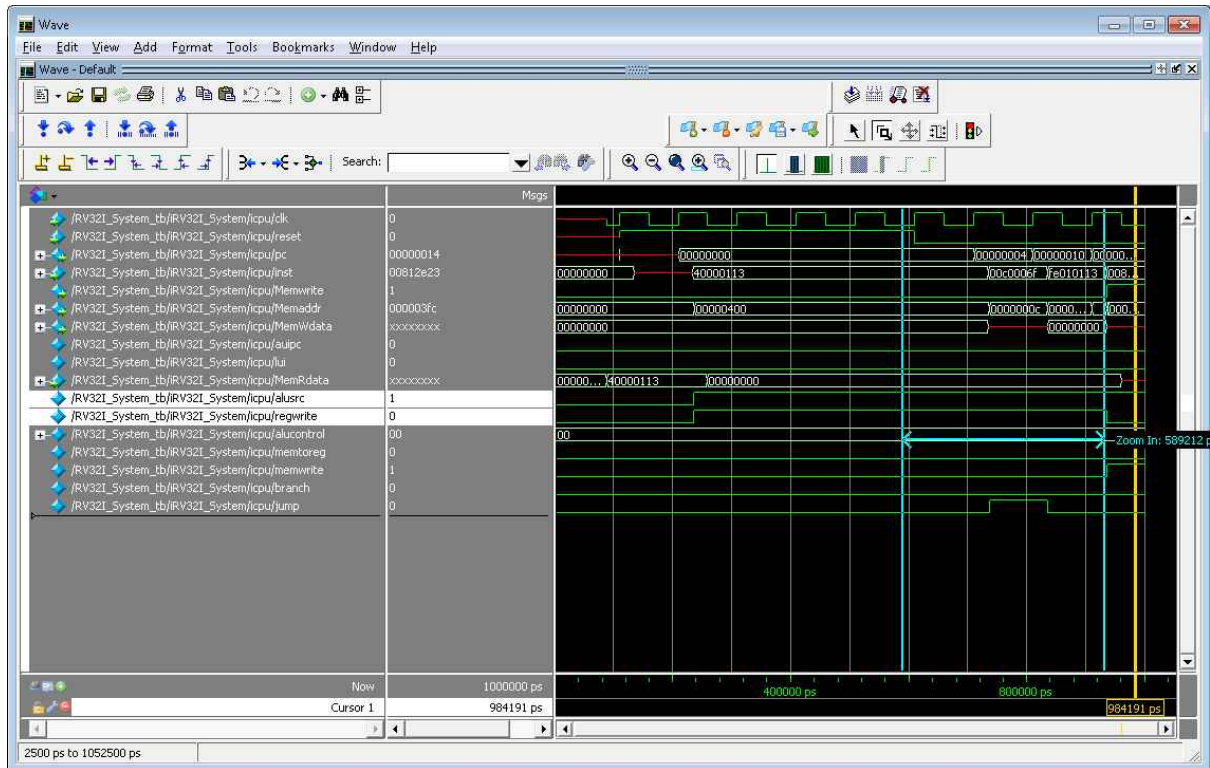 Wave
File Edit View Add Format Tools Bookmarks Window Help
Wave - Default
Search:
Msgs
/RV32I_System_tb/iRV32I_System/icpu/clk 0
/RV32I_System_tb/iRV32I_System/icpu/reset 0
/RV32I_System_tb/iRV32I_System/icpu/pc 00000014 00000000 00000004 00000010 00000...
/RV32I_System_tb/iRV32I_System/icpu/inst 00812e23 00000000 40000113 00c0006f fe010113 008...
/RV32I_System_tb/iRV32I_System/icpu/Memwrite 1
/RV32I_System_tb/iRV32I_System/icpu/Memaddr 000003fc 00000000 00000400 0000000c 0000... 000...
/RV32I_System_tb/iRV32I_System/icpu/MemWdata xxxxxxxx 00000000 00000000
/RV32I_System_tb/iRV32I_System/icpu/auipc 0
/RV32I_System_tb/iRV32I_System/icpu/lui 0
/RV32I_System_tb/iRV32I_System/icpu/MemRdata xxxxxxxx 00000... 40000113 00000000
/RV32I_System_tb/iRV32I_System/icpu/alusrc 1
/RV32I_System_tb/iRV32I_System/icpu/regwrite 0
/RV32I_System_tb/iRV32I_System/icpu/alucontrol 00 00
Zoom In: 589212 p
/RV32I_System_tb/iRV32I_System/icpu/memtoreg 0
/RV32I_System_tb/iRV32I_System/icpu/memwrite 1
/RV32I_System_tb/iRV32I_System/icpu/branch 0
/RV32I_System_tb/iRV32I_System/icpu/jump 0
Now 1000000 ps 400000 ps 800000 ps
Cursor 1 984191 ps 984191 ps
2500 ps to 1052500 ps